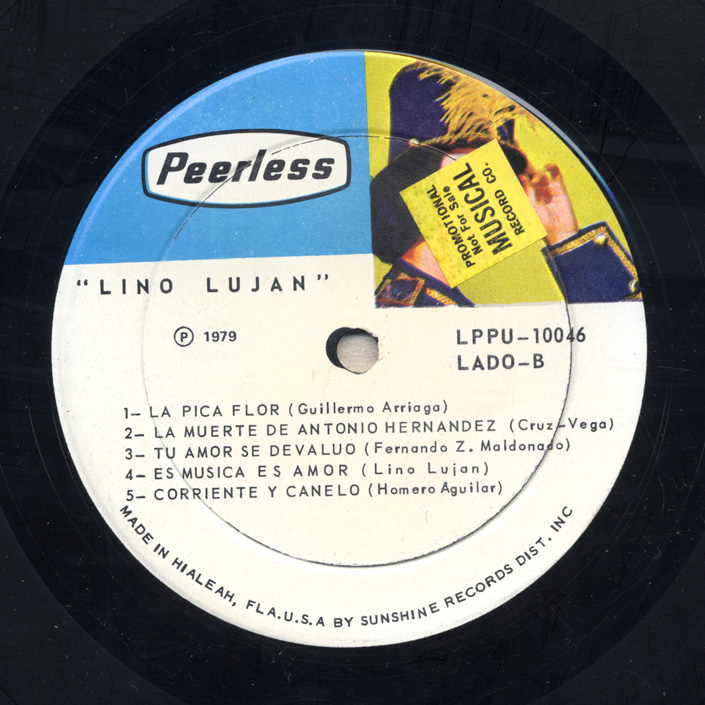 Peerless
PROMOTIONAL
Not For Sale
MUSICAL
RECORD CO.
"LINO LUJAN"
Ⓟ 1979
LPPU-10046
LADO-B
1- LA PICA FLOR (Guillermo Arriaga)
2- LA MUERTE DE ANTONIO HERNANDEZ (Cruz-Vega)
3- TU AMOR SE DEVALUO (Fernando Z. Maldonado)
4- ES MUSICA ES AMOR (Lino Lujan)
5- CORRIENTE Y CANELO (Homero Aguilar)
MADE IN HIALEAH, FLA.U.S.A BY SUNSHINE RECORDS DIST. INC